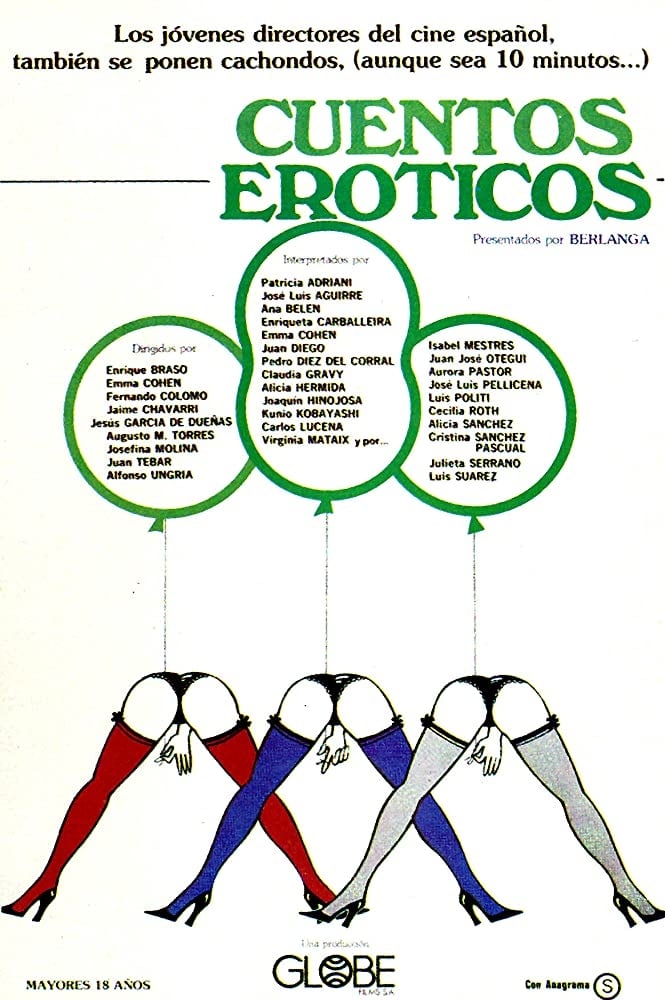 Los jóvenes directores del cine español,
también se ponen cachondos, (aunque sea 10 minutos...)
CUENTOS
EROTICOS
Presentados por BERLANGA
Dirigidos por
Enrique BRASO
Emma COHEN
Fernando COLOMO
Jaime CHAVARRI
Jesús GARCIA DE DUEÑAS
Augusto M. TORRES
Josefina MOLINA
Juan TEBAR
Alfonso UNGRIA
Interpretados por
Patricia ADRIANI
José Luis AGUIRRE
Ana BELEN
Enriqueta CARBALLEIRA
Emma COHEN
Juan DIEGO
Pedro DIEZ DEL CORRAL
Claudia GRAVY
Alicia HERMIDA
Joaquín HINOJOSA
Kunio KOBAYASHI
Carlos LUCENA
Virginia MATAIX y por...
Isabel MESTRES
Juan José OTEGUI
Aurora PASTOR
José Luis PELLICENA
Luis POLITI
Cecilia ROTH
Alicia SANCHEZ
Cristina SANCHEZ
PASCUAL
Julieta SERRANO
Luis SUAREZ
Una producción
GLOBE
FILMS S.A.
MAYORES 18 AÑOS
Con Anagrama S